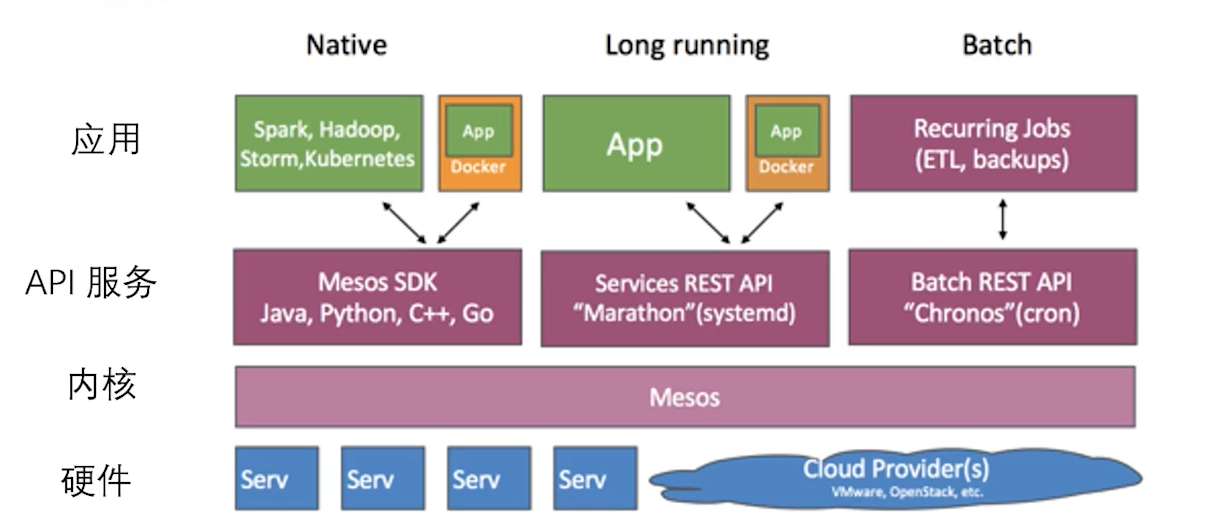 Native
Long running
Batch
应用
Spark, Hadoop,
Storm,Kubernetes
App
Docker
App
App
Docker
Recurring Jobs
(ETL, backups)
API 服务
Mesos SDK
Java, Python, C++, Go
Services REST API
“Marathon”(systemd)
Batch REST API
“Chronos”(cron)
内核
Mesos
硬件
Serv
Serv
Serv
Serv
Cloud Provider(s)
VMware, OpenStack, etc.